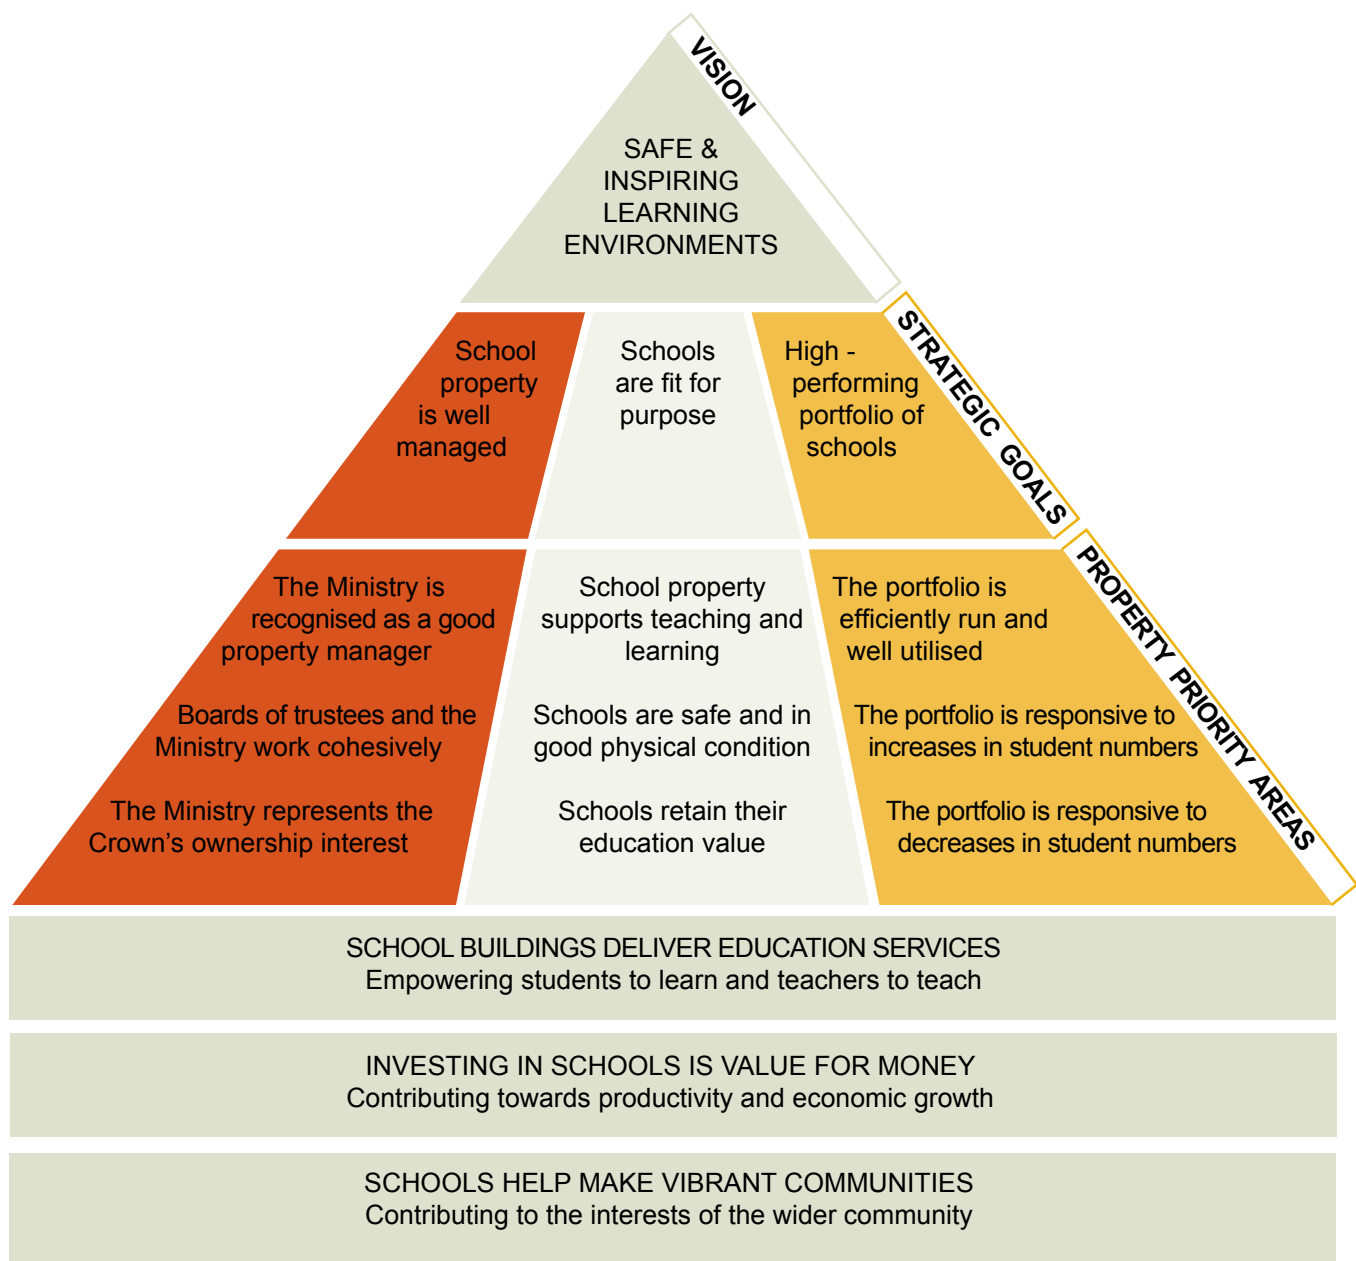 VISION
SAFE &
INSPIRING
LEARNING
ENVIRONMENTS
STRATEGIC GOALS
School
property
is well
managed
Schools
are fit for
purpose
High -
performing
portfolio of
schools
PROPERTY PRIORITY AREAS
The Ministry is
recognised as a good
property manager
Boards of trustees and the
Ministry work cohesively
The Ministry represents the
Crown’s ownership interest
School property
supports teaching and
learning
Schools are safe and in
good physical condition
Schools retain their
education value
The portfolio is
efficiently run and
well utilised
The portfolio is responsive to
increases in student numbers
The portfolio is responsive to
decreases in student numbers
SCHOOL BUILDINGS DELIVER EDUCATION SERVICES
Empowering students to learn and teachers to teach
INVESTING IN SCHOOLS IS VALUE FOR MONEY
Contributing towards productivity and economic growth
SCHOOLS HELP MAKE VIBRANT COMMUNITIES
Contributing to the interests of the wider community